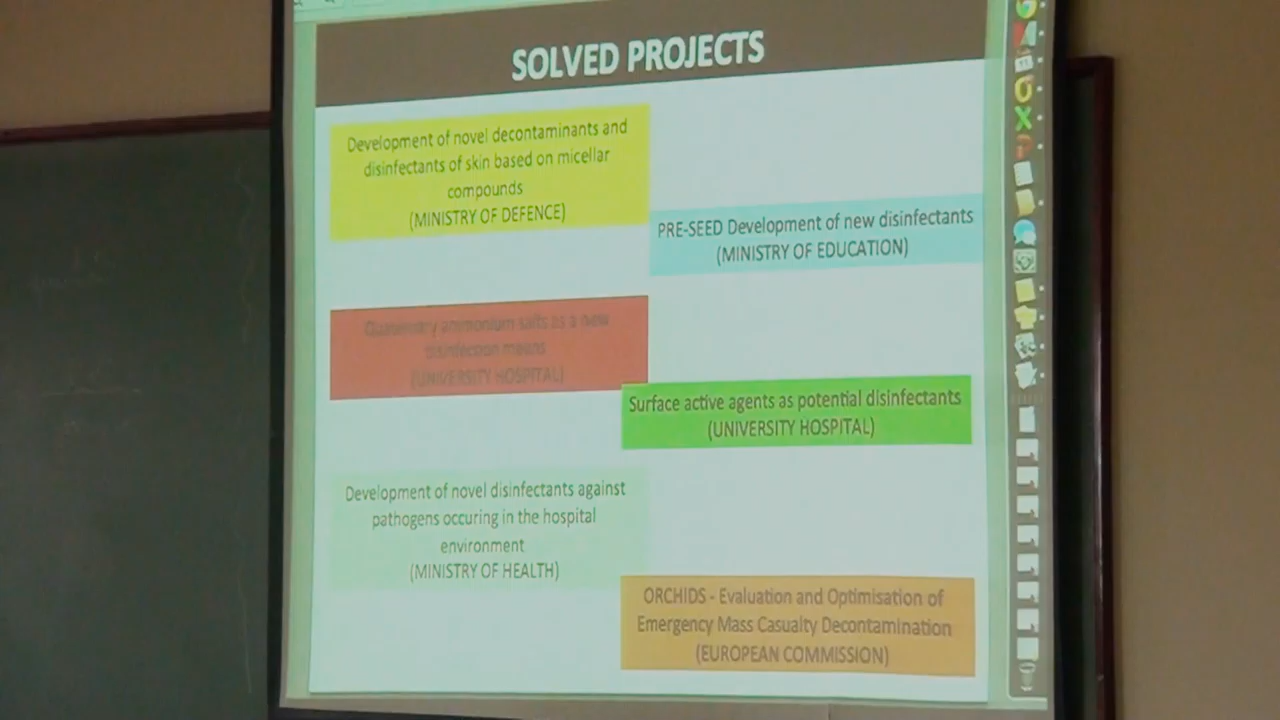 SOLVED PROJECTS
Development of novel decontaminants and
disinfectants of skin based on micellar
compounds
(MINISTRY OF DEFENCE)
PRE-SEED Development of new disinfectants
(MINISTRY OF EDUCATION)
Quaternary ammonium salts as a new
disinfection means
(UNIVERSITY HOSPITAL)
Surface active agents as potential disinfectants
(UNIVERSITY HOSPITAL)
Development of novel disinfectants against
pathogens occuring in the hospital
environment
(MINISTRY OF HEALTH)
ORCHIDS - Evaluation and Optimisation of
Emergency Mass Casualty Decontamination
(EUROPEAN COMMISSION)